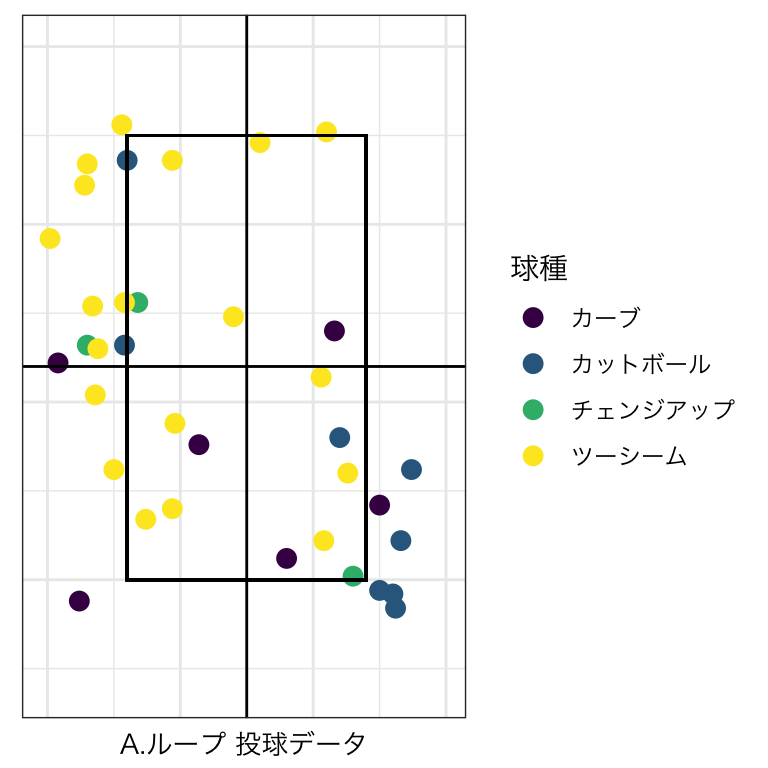 球種
カーブ
カットボール
チェンジアップ
ツーシーム
A.ループ 投球データ